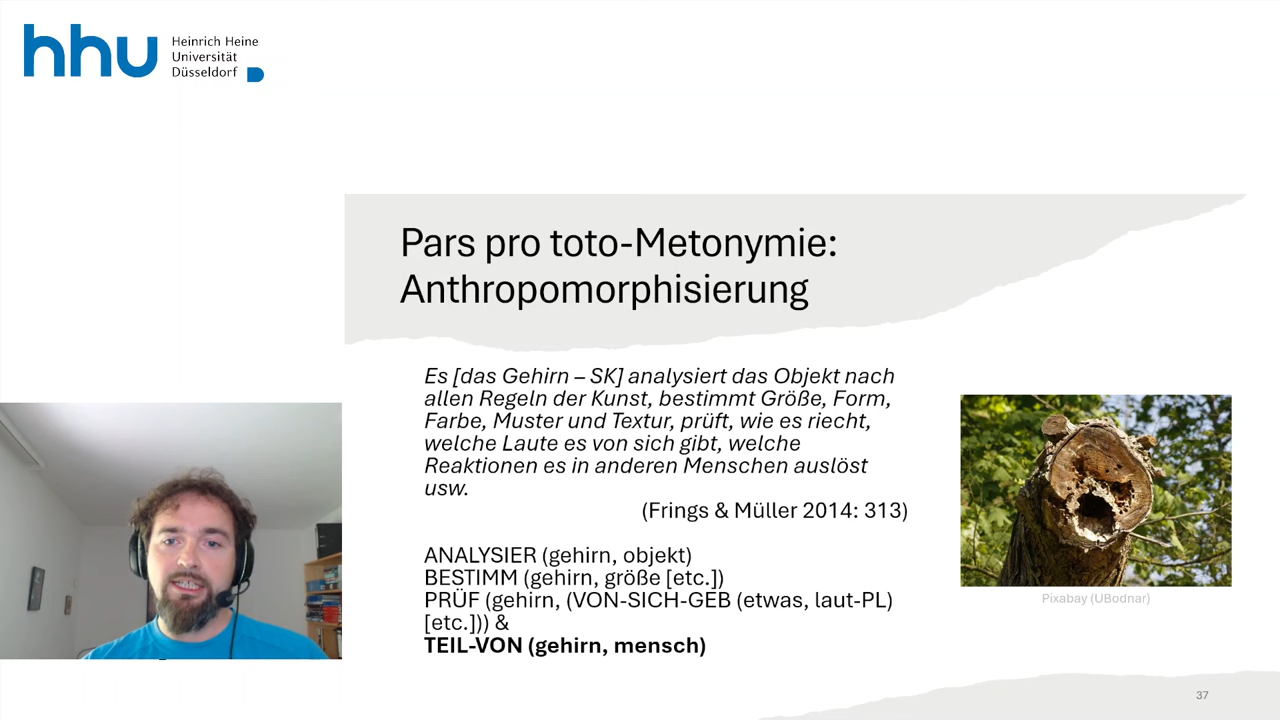 hhu
Heinrich Heine
Universität
Düsseldorf
Pars pro toto-Metonymie:
Anthropomorphisierung
Es [das Gehirn – SK] analysiert das Objekt nach
allen Regeln der Kunst, bestimmt Größe, Form,
Farbe, Muster und Textur, prüft, wie es riecht,
welche Laute es von sich gibt, welche
Reaktionen es in anderen Menschen auslöst
usw.
(Frings & Müller 2014: 313)
ANALYSIER (gehirn, objekt)
BESTIMM (gehirn, größe [etc.])
PRÜF (gehirn, (VON-SICH-GEB (etwas, laut-PL)
[etc.])) &
TEIL-VON (gehirn, mensch)
Pixabay (UBodnar)
37